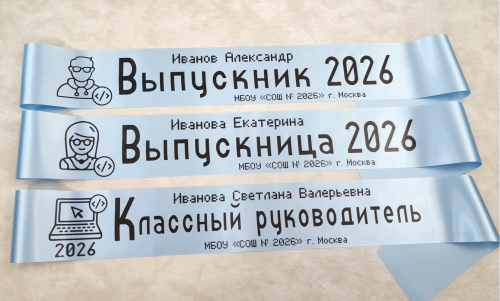 Иванов Александр
Выпускник 2026
МБОУ «СОШ № 2026» г. Москва
</>
Иванова Екатерина
Выпускница 2026
МБОУ «СОШ № 2026» г. Москва
</>
Иванова Светлана Валерьевна
Классный руководитель
МБОУ «СОШ № 2026» г. Москва
</>
2026